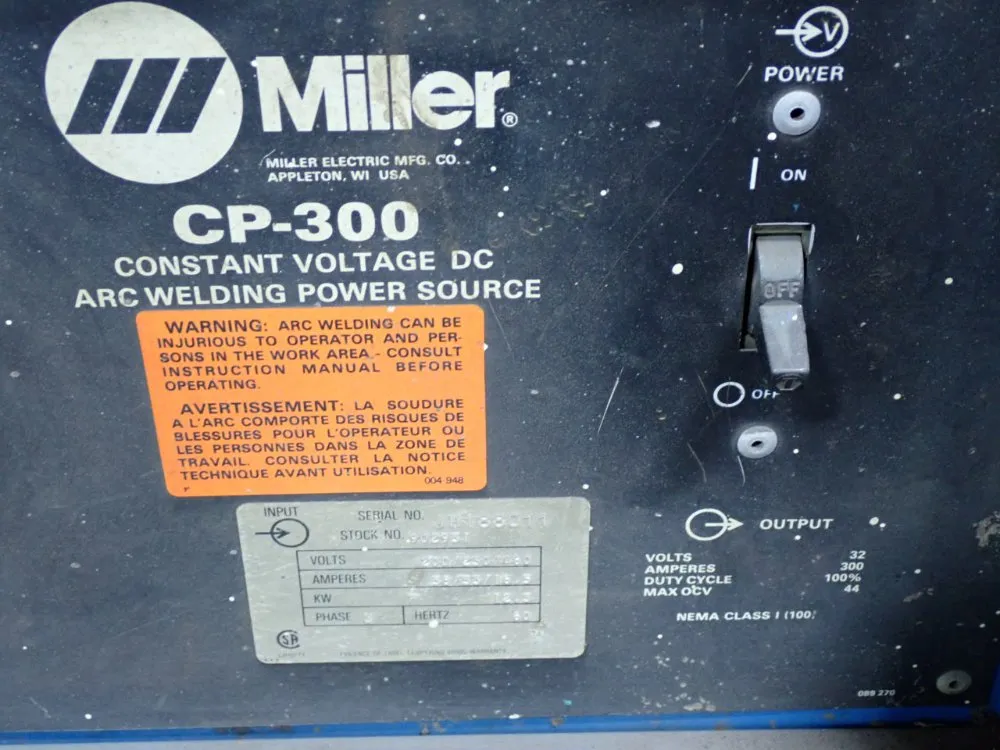 Miller®
MILLER ELECTRIC MFG. CO.
APPLETON, WI USA
CP-300
CONSTANT VOLTAGE DC
ARC WELDING POWER SOURCE
WARNING: ARC WELDING CAN BE
INJURIOUS TO OPERATOR AND PER-
SONS IN THE WORK AREA - CONSULT
INSTRUCTION MANUAL BEFORE
OPERATING.
AVERTISSEMENT: LA SOUDURE
A L'ARC COMPORTE DES RISQUES DE
BLESSURES POUR L'OPERATEUR OU
LES PERSONNES DANS LA ZONE DE
TRAVAIL. CONSULTER LA NOTICE
TECHNIQUE AVANT UTILISATION.
004 948
INPUT
SERIAL NO.
STOCK NO.
VOLTS
AMPERES
KW
PHASE HERTZ 60
V
POWER
ON
OFF
OFF
OUTPUT
VOLTS 32
AMPERES 300
DUTY CYCLE 100%
MAX OCV 44
NEMA CLASS I (100)
089 270